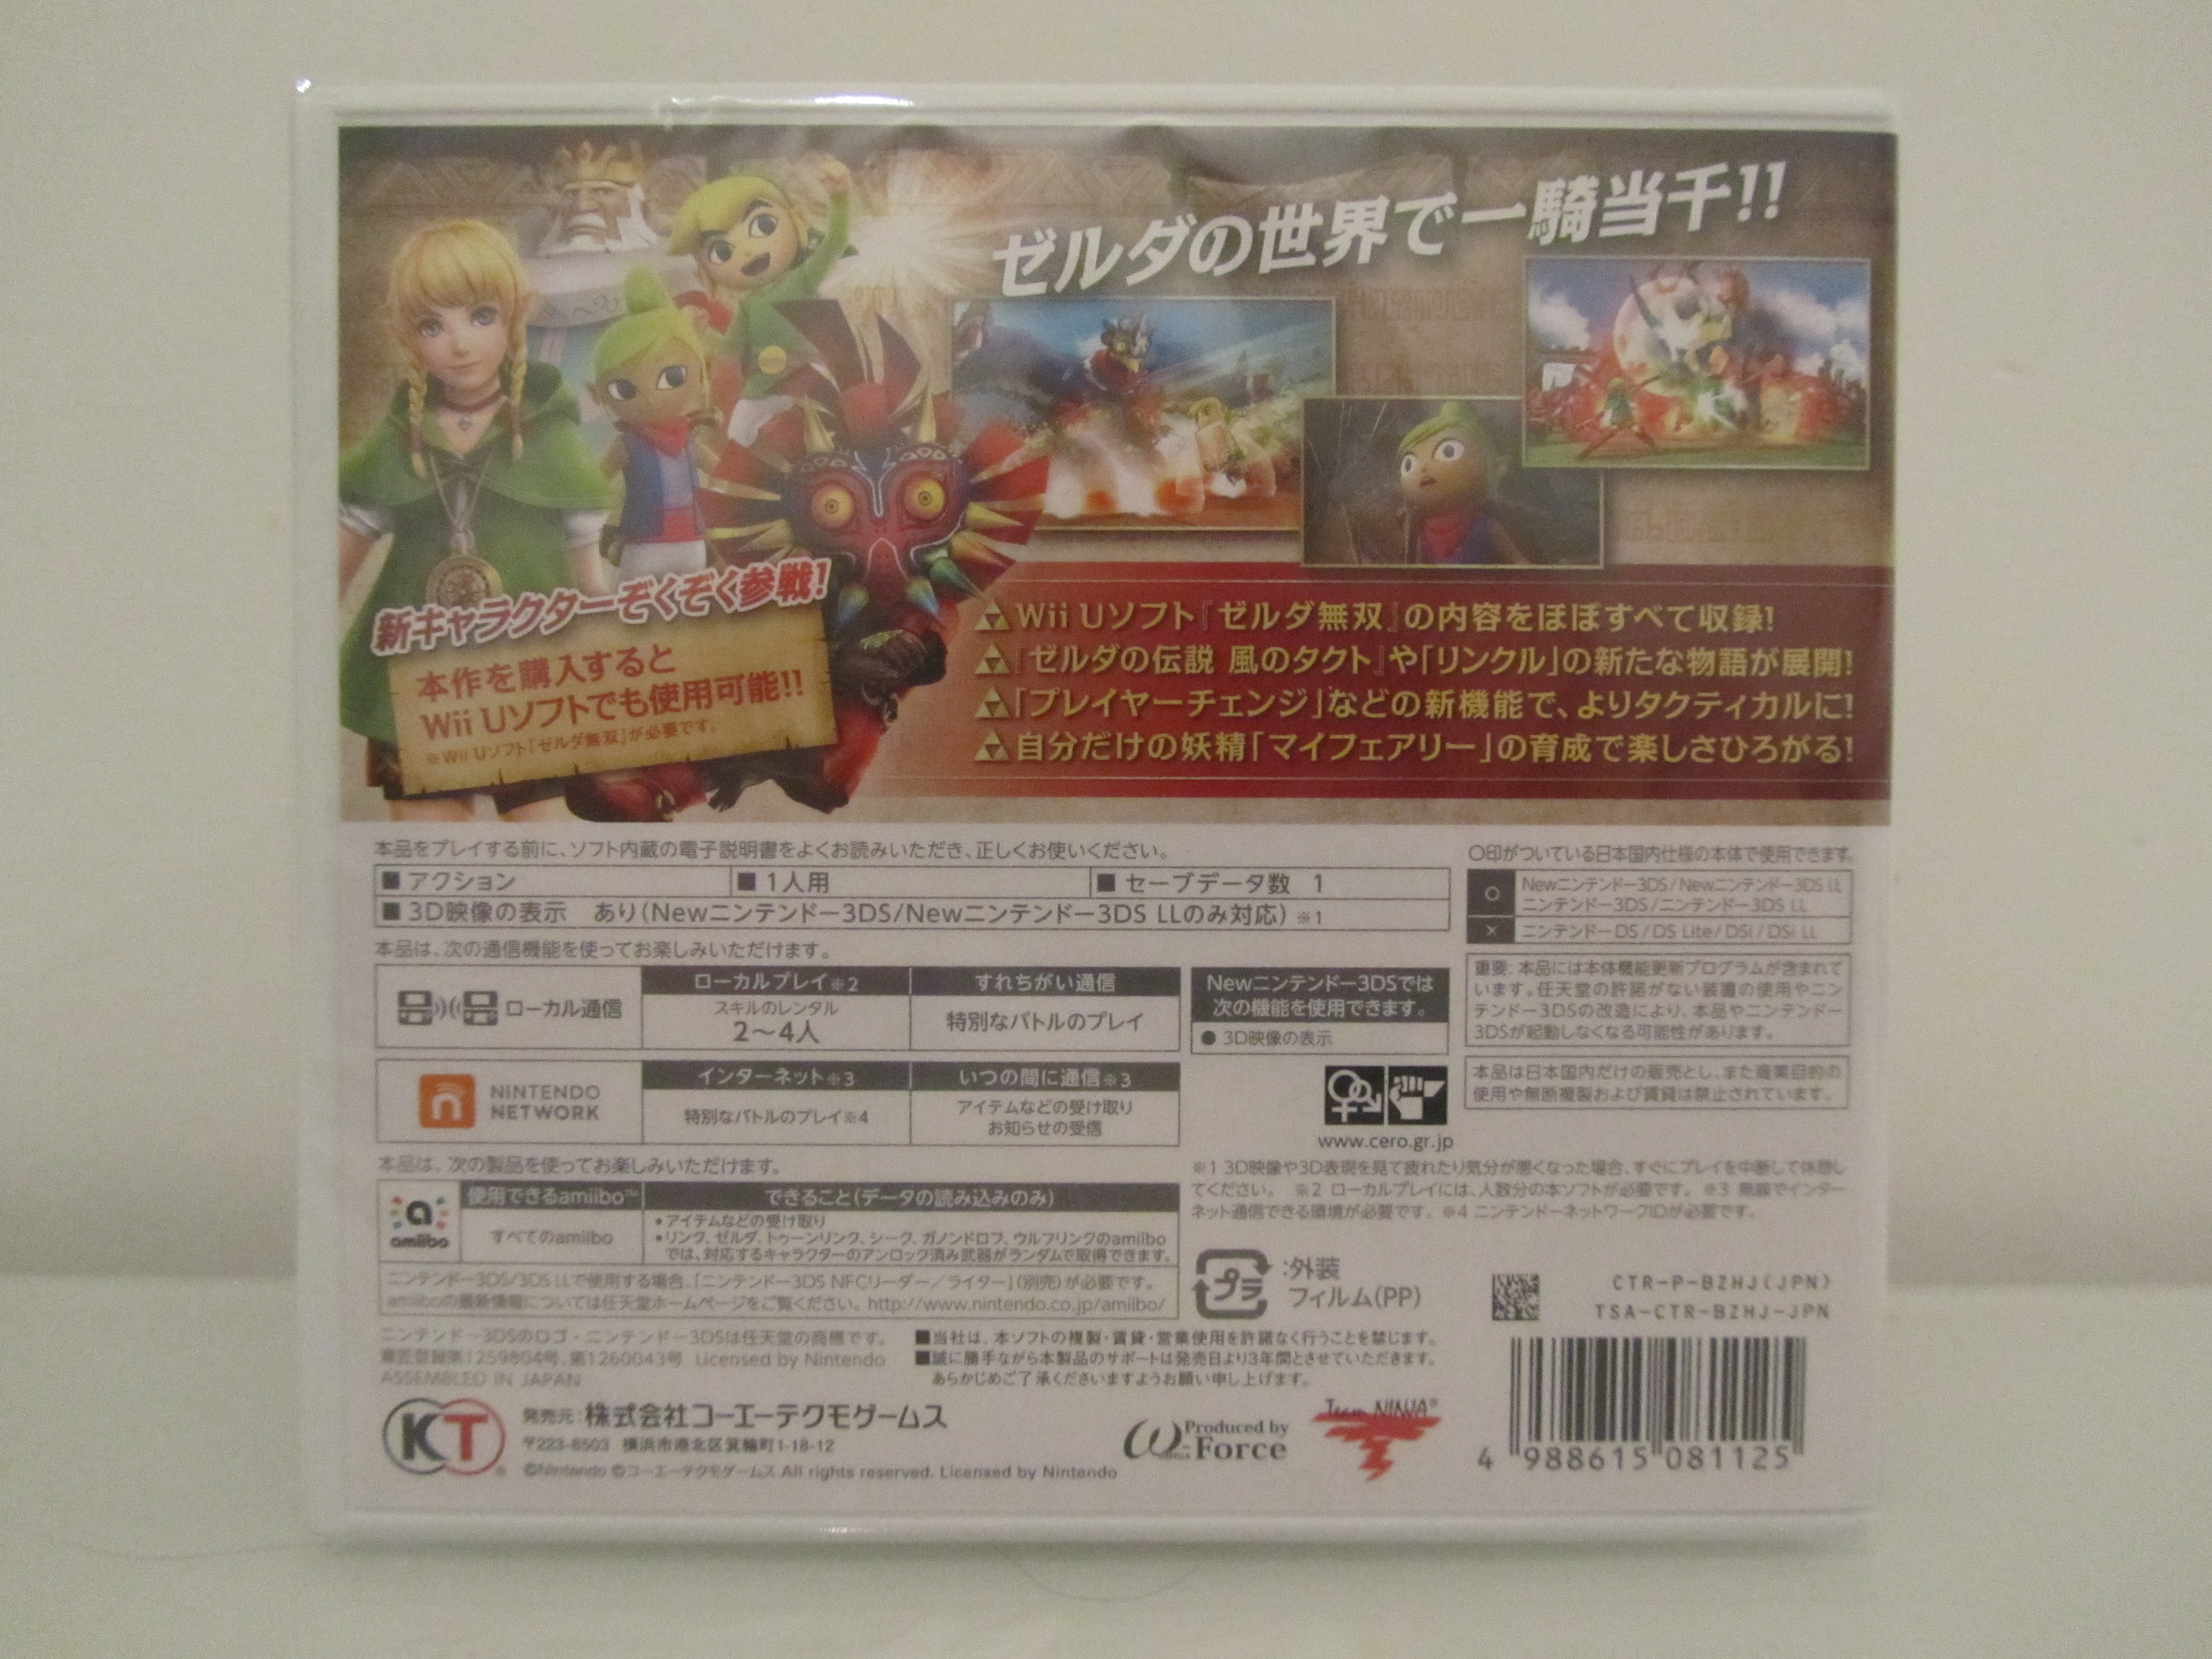 ゼルダの世界で一騎当千!!
新キャラクターぞくぞく参戦!
本作を購入すると
Wii Uソフトでも使用可能!!
※Wii Uソフト『ゼルダ無双』が必要です。
Wii Uソフト『ゼルダ無双』の内容をほぼすべて収録!
『ゼルダの伝説 風のタクト』や「リンクル」の新たな物語が展開!
「プレイヤーチェンジ」などの新機能で、よりタクティカルに!
自分だけの妖精「マイフェアリー」の育成で楽しさひろがる!
本品をプレイする前に、ソフト内蔵の電子説明書をよくお読みいただき、正しくお使いください。
■ アクション
■ 1人用
■ セーブデータ数 1
■ 3D映像の表示 あり(Newニンテンドー3DS/Newニンテンドー3DS LLのみ対応) ※1
〇印がついている日本国内仕様の本体で使用できます。
○ Newニンテンドー3DS/Newニンテンドー3DS LL
ニンテンドー3DS/ニンテンドー3DS LL
× ニンテンドーDS/DS Lite/DSi/DSi LL
本品は、次の通信機能を使ってお楽しみいただけます。
ローカル通信
ローカルプレイ※2
スキルのレンタル
2〜4人
すれちがい通信
特別なバトルのプレイ
NINTENDO
NETWORK
インターネット※3
特別なバトルのプレイ※4
いつの間に通信※3
アイテムなどの受け取り
お知らせの受信
Newニンテンドー3DSでは
次の機能を使用できます。
● 3D映像の表示
重要: 本品には本体機能更新プログラムが含まれて
います。任天堂の許諾がない装置の使用やニン
テンドー3DSの改造により、本品やニンテンドー
3DSが起動しなくなる可能性があります。
本品は日本国内だけの販売とし、また商業目的の
使用や無断複製および賃貸は禁止されています。
www.cero.gr.jp
本品は、次の製品を使ってお楽しみいただけます。
amiibo
使用できるamiibo™
すべてのamiibo
できること(データの読み込みのみ)
•アイテムなどの受け取り
•リンク、ゼルダ、トゥーンリンク、シーク、ガノンドロフ、ウルフリンクのamiibo
では、対応するキャラクターのアンロック済み武器がランダムで取得できます。
ニンテンドー3DS/3DS LLで使用する場合、「ニンテンドー3DS NFCリーダー/ライター」(別売)が必要です。
amiiboの最新情報については任天堂ホームページをご覧ください。http://www.nintendo.co.jp/amiibo/
※1 3D映像や3D表現を見て疲れたり気分が悪くなった場合、すぐにプレイを中断して休憩し
てください。 ※2 ローカルプレイには、人数分の本ソフトが必要です。 ※3 無線でインター
ネット通信できる環境が必要です。 ※4 ニンテンドーネットワークIDが必要です。
プラ
:外装
フィルム(PP)
CTR-P-BZHJ(JPN)
TSA-CTR-BZHJ-JPN
ニンテンドー3DSのロゴ・ニンテンドー3DSは任天堂の商標です。
意匠登録第1259804号、第1260043号 Licensed by Nintendo
ASSEMBLED IN JAPAN
■当社は、本ソフトの複製・賃貸・営業使用を許諾なく行うことを禁じます。
■誠に勝手ながら本製品のサポートは発売日より3年間とさせていただきます。
あらかじめご了承くださいますようお願い申し上げます。
KT
発売元:株式会社コーエーテクモゲームス
〒223-8503 横浜市港北区箕輪町1-18-12
©Nintendo ©コーエーテクモゲームス All rights reserved. Licensed by Nintendo
Produced by
ω-Force
Team NINJA®
4 988615 081125